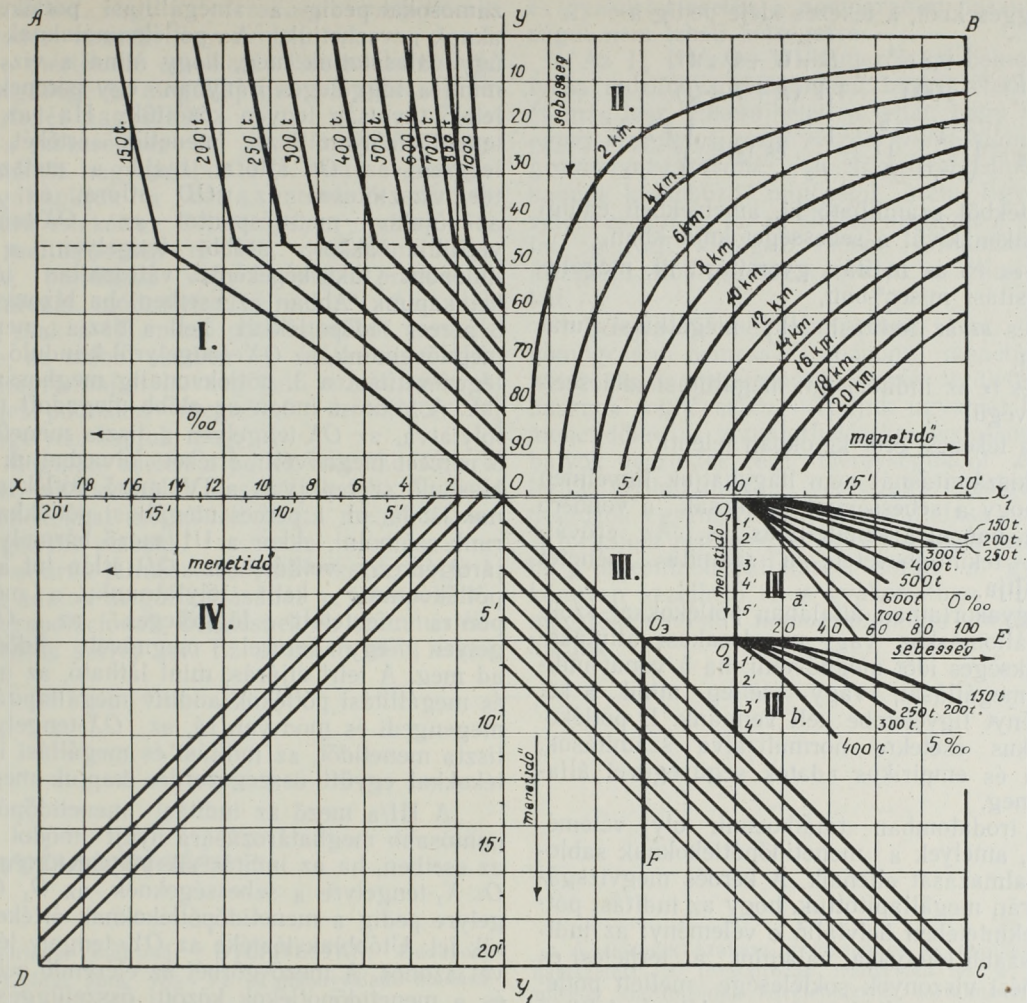 A
y
B
10
20
30
40
50
60
70
80
90
sebesség
II.
150 t.
200 t.
250 t.
300 t.
400 t.
500 t.
600 t.
700 t.
1000 t.
2 km.
4 km.
6 km.
8 km.
10 km.
12 km.
14 km.
16 km.
18 km.
20 km.
I.
‰
menetidő
x 20 18 16 14 12 10 8 6 4 2 0
20' 15' 10' 5'
5' 10' 15' 20'
x,
menetidő
IV.
III.
5'
10'
15'
20'
menetidő
O₁
1'
2'
3'
4'
5'
menetidő
III a.
150 t.
200 t.
250 t.
300 t
400 t.
500 t
600 t
700 t.
0 ‰
O₃
20 40 60 80 100
E
sebesség
O₂
1'
2'
3'
4'
III b.
150 t
200 t.
250 t.
300 t
400 t.
5 ‰
F
D
y₁
C